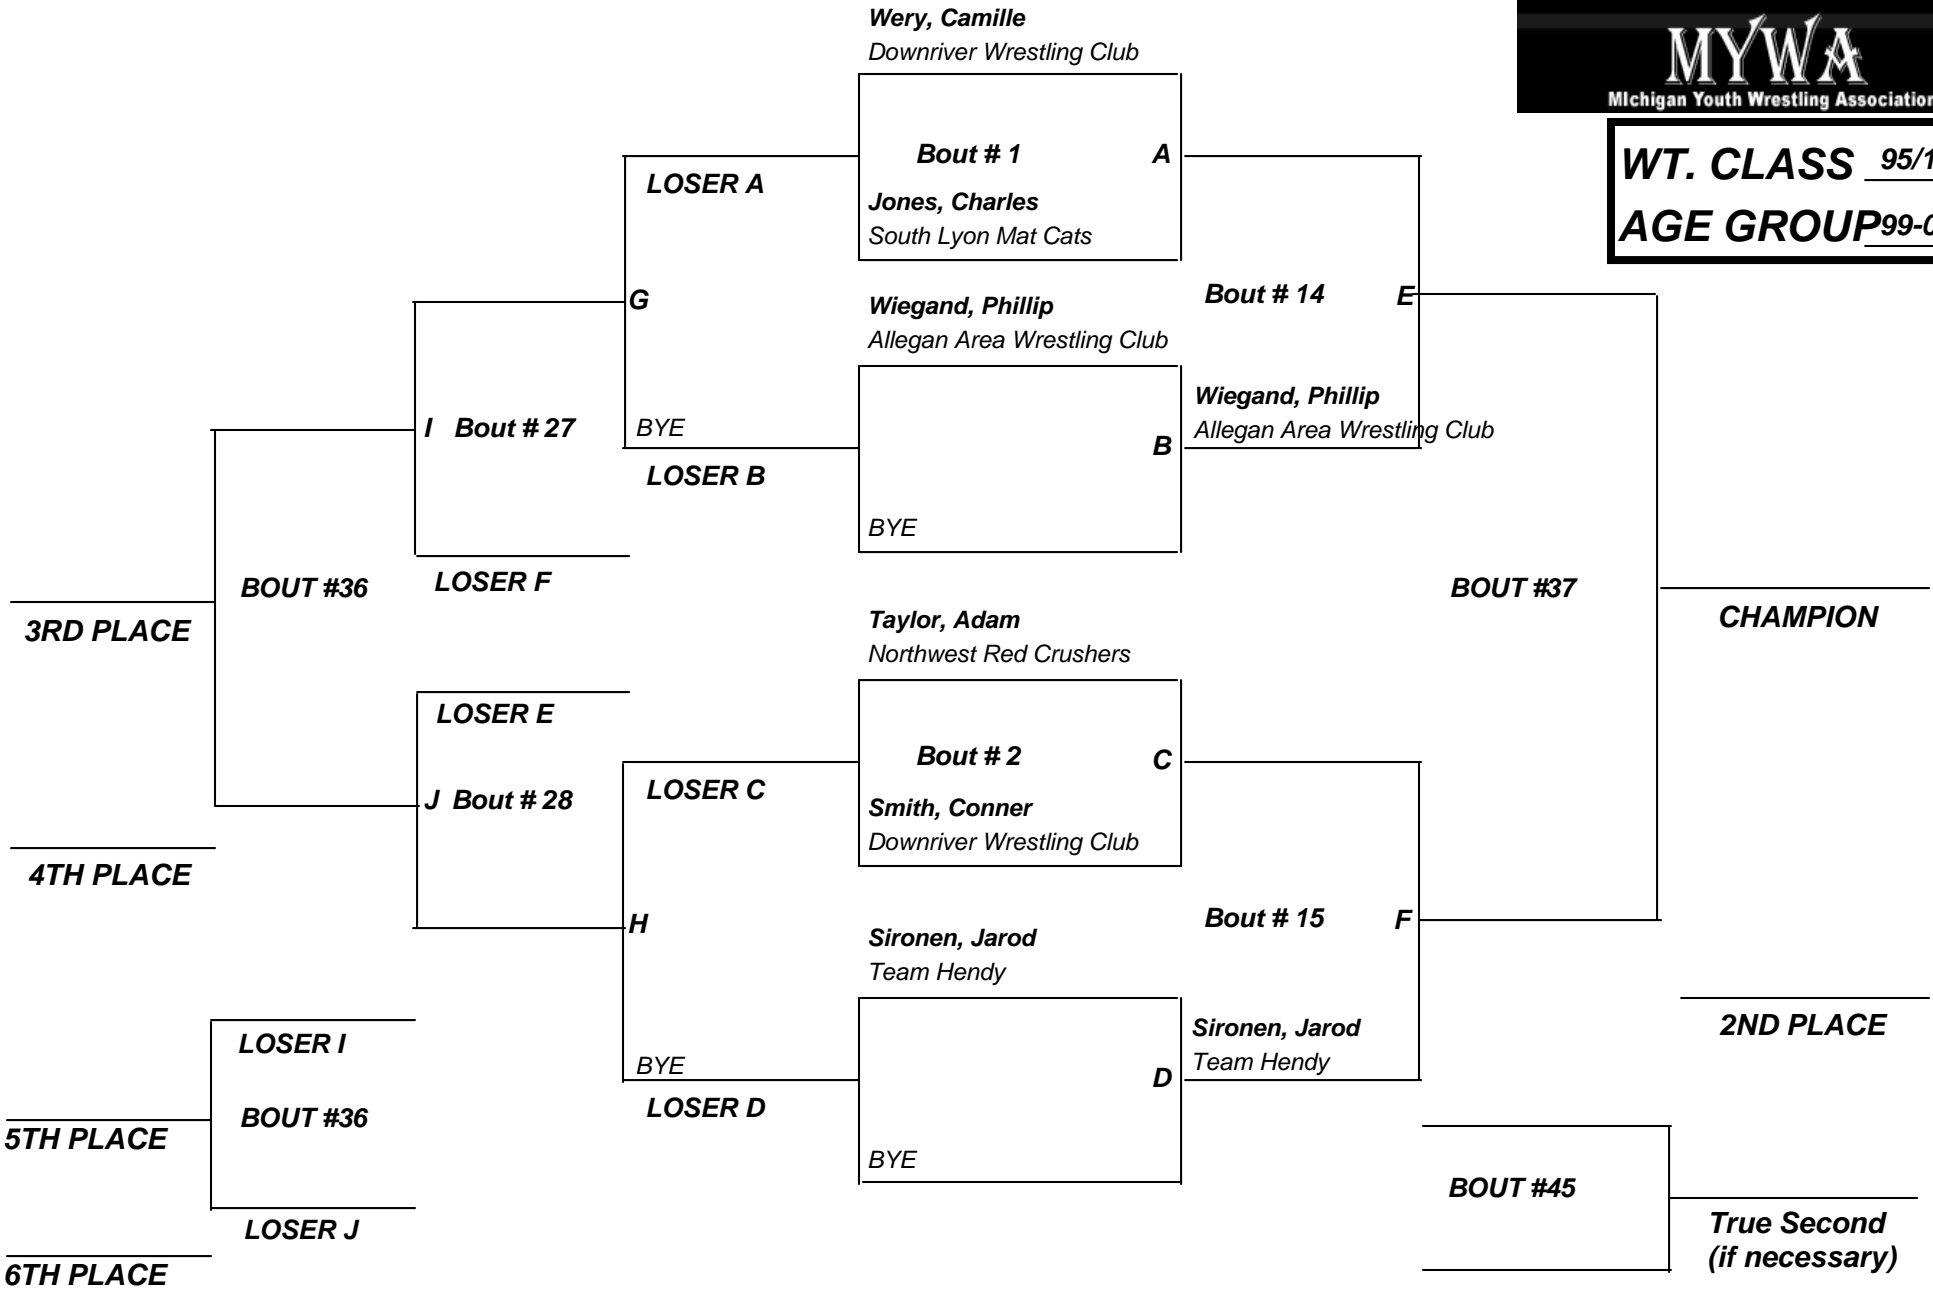 Wery, Camille
Downriver Wrestling Club
MYWA
MIchigan Youth Wrestling Association
WT. CLASS 95/1
AGE GROUP 99-0
Bout # 1 A
LOSER A
Jones, Charles
South Lyon Mat Cats
G
Wiegand, Phillip
Allegan Area Wrestling Club
Bout # 14 E
I Bout # 27
BYE
LOSER B
B
Wiegand, Phillip
Allegan Area Wrestling Club
BYE
BOUT #36
LOSER F
3RD PLACE
BOUT #37
CHAMPION
Taylor, Adam
Northwest Red Crushers
LOSER E
Bout # 2 C
J Bout # 28
LOSER C
Smith, Conner
Downriver Wrestling Club
4TH PLACE
H
Bout # 15 F
Sironen, Jarod
Team Hendy
2ND PLACE
LOSER I
BYE
LOSER D
D
Sironen, Jarod
Team Hendy
BOUT #36
5TH PLACE
BYE
BOUT #45
LOSER J
True Second
(if necessary)
6TH PLACE